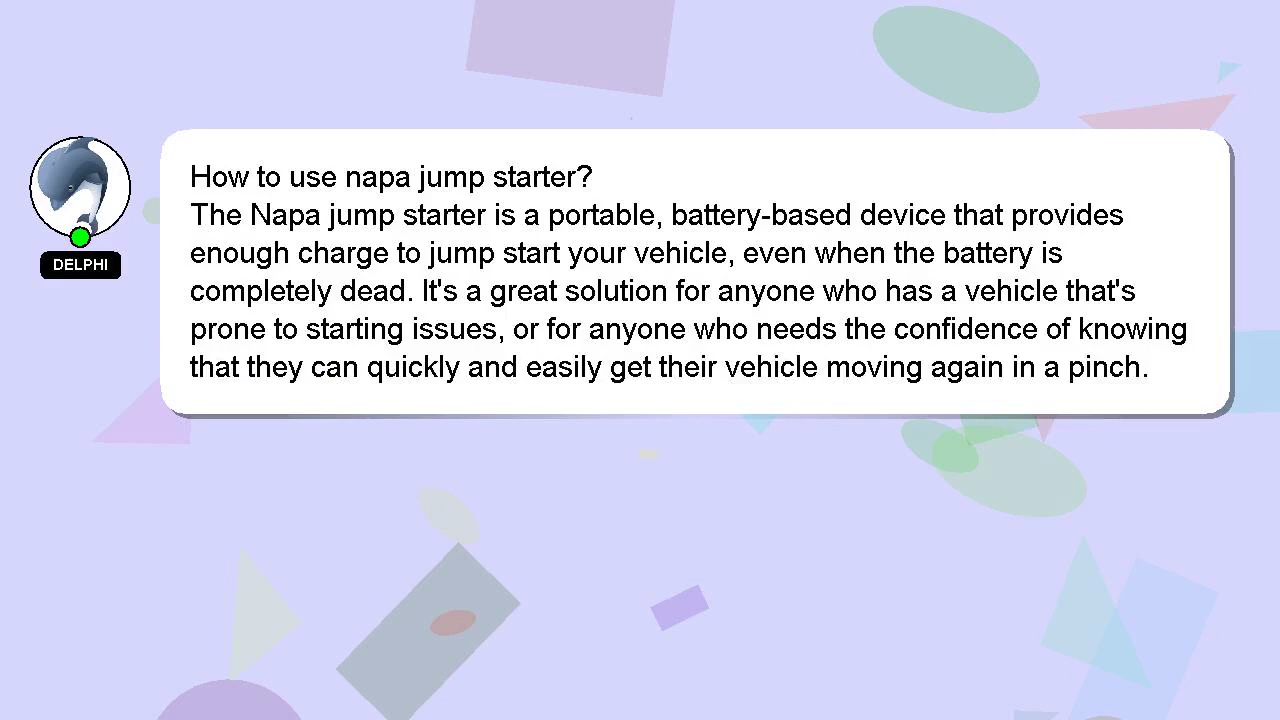 How to use napa jump starter?
The Napa jump starter is a portable, battery-based device that provides
enough charge to jump start your vehicle, even when the battery is
completely dead. It's a great solution for anyone who has a vehicle that's
prone to starting issues, or for anyone who needs the confidence of knowing
that they can quickly and easily get their vehicle moving again in a pinch.
DELPHI